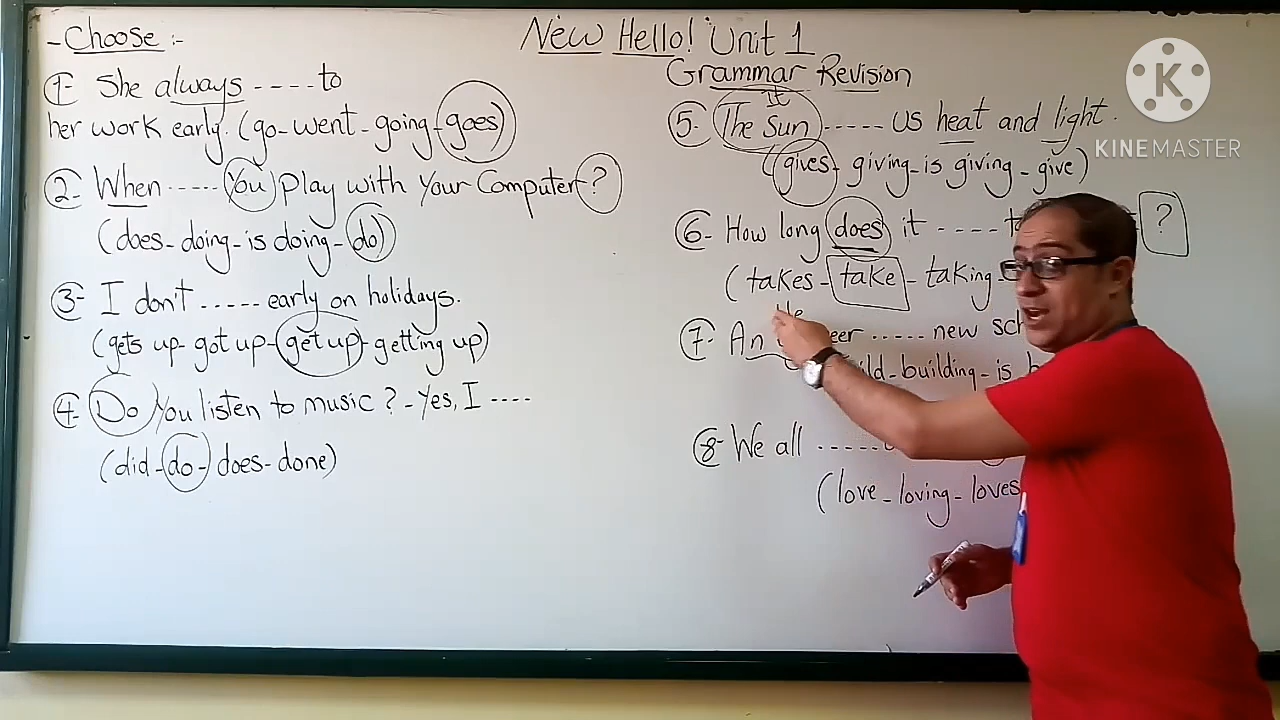 New Hello! Unit 1
Grammar Revision
- Choose :-
1- She always ---- to
her work early. (go - went - going - goes)
2- When ----- You play with your computer ?
(does - doing - is doing - do)
3- I don't ----- early on holidays.
(gets up - got up - get up - getting up)
4- Do you listen to music ? - Yes, I ----
(did - do - does - done)
It
5- The Sun ----- us heat and light.
(gives - giving - is giving - give)
6- How long does it ---- ?
(takes - take - taking -
He
7- An ----- new
building - is
8- We all -----
(love - loving - loves
K
KINEMASTER